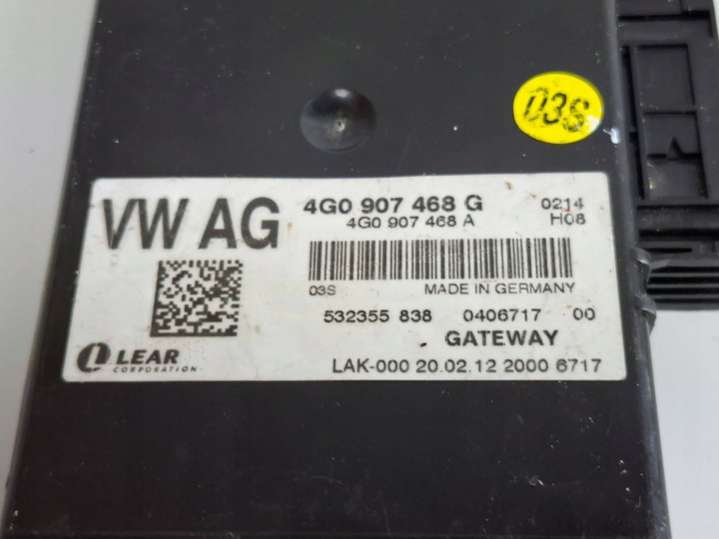 03S
VW AG
4G0 907 468 G 0214
4G0 907 468 A H08
03S MADE IN GERMANY
532355 838 0406717 00
GATEWAY
LEAR
CORPORATION
LAK-000 20.02.12 2000 6717